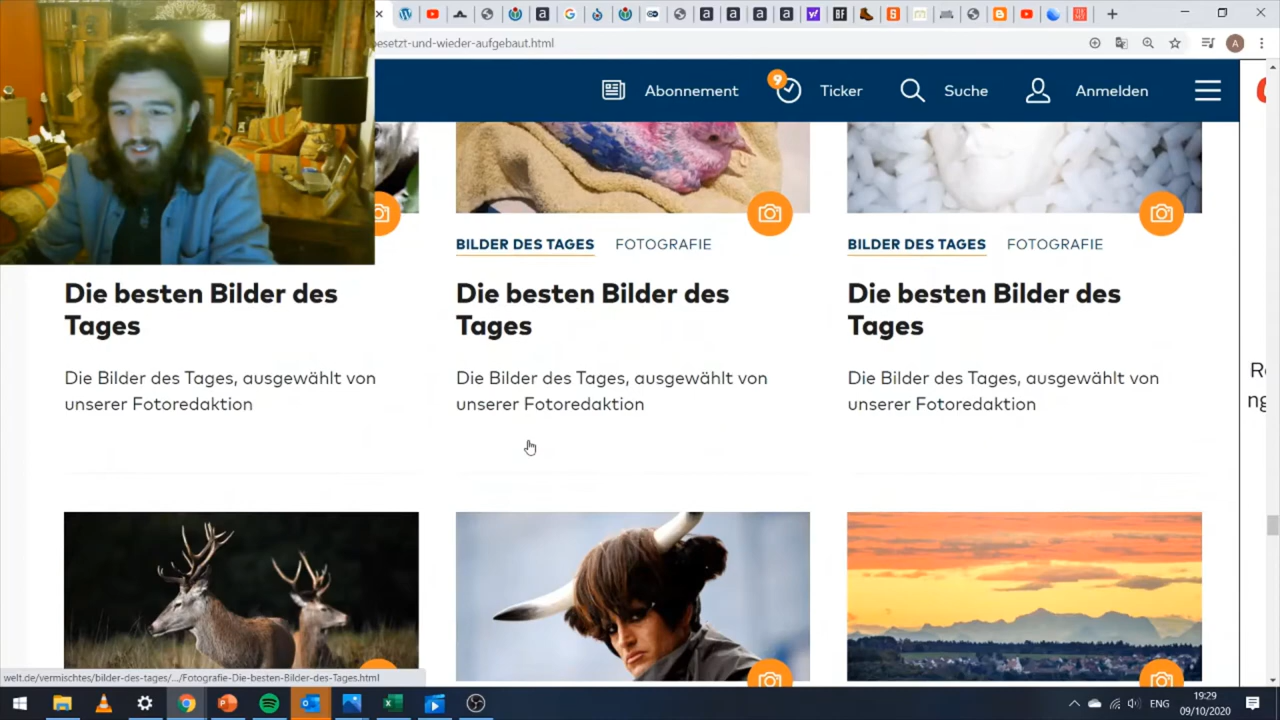 esetzt-und-wieder-aufgebaut.html
A
Abonnement
9
Ticker
Suche
Anmelden
BILDER DES TAGES FOTOGRAFIE
BILDER DES TAGES FOTOGRAFIE
Die besten Bilder des
Tages
Die besten Bilder des
Tages
Die besten Bilder des
Tages
Die Bilder des Tages, ausgewählt von
unserer Fotoredaktion
Die Bilder des Tages, ausgewählt von
unserer Fotoredaktion
Die Bilder des Tages, ausgewählt von
unserer Fotoredaktion
welt.de/vermischtes/bilder-des-tages/.../Fotografie-Die-besten-Bilder-des-Tages.html
ENG
19:29
09/10/2020